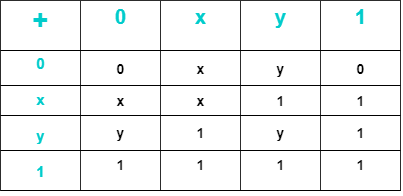 + 0 x y 1
0 0 x y 0
x x x 1 1
y y 1 y 1
1 1 1 1 1